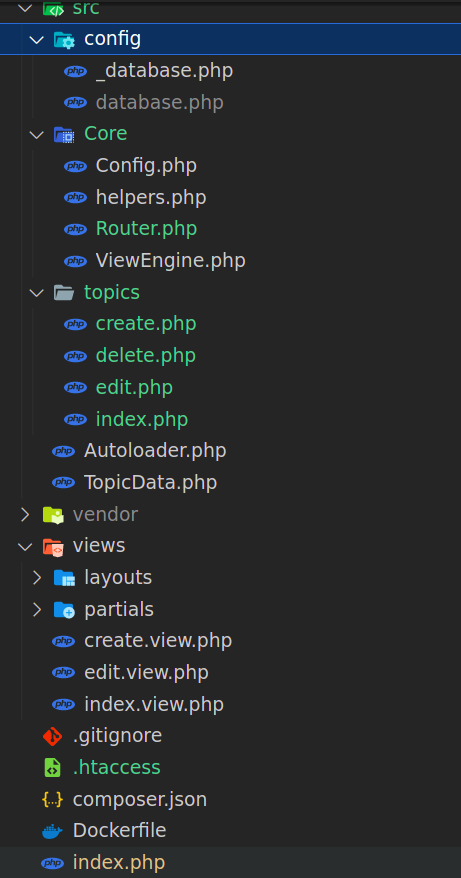 src
config
php _database.php
php database.php
Core
php Config.php
php helpers.php
php Router.php
php ViewEngine.php
topics
php create.php
php delete.php
php edit.php
php index.php
php Autoloader.php
php TopicData.php
vendor
views
layouts
partials
php create.view.php
php edit.view.php
php index.view.php
.gitignore
.htaccess
{..} composer.json
Dockerfile
php index.php